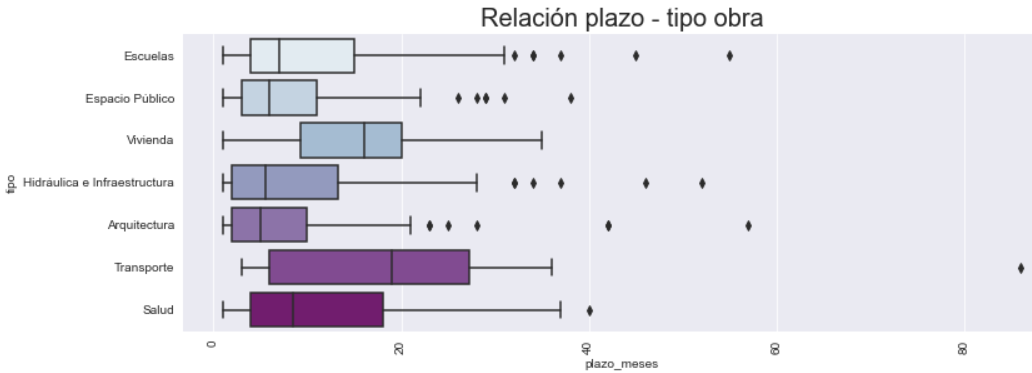 Relación plazo - tipo obra
Escuelas
Espacio Público
Vivienda
Hidráulica e Infraestructura
Arquitectura
Transporte
Salud
tipo
0
20
40
60
80
plazo_meses